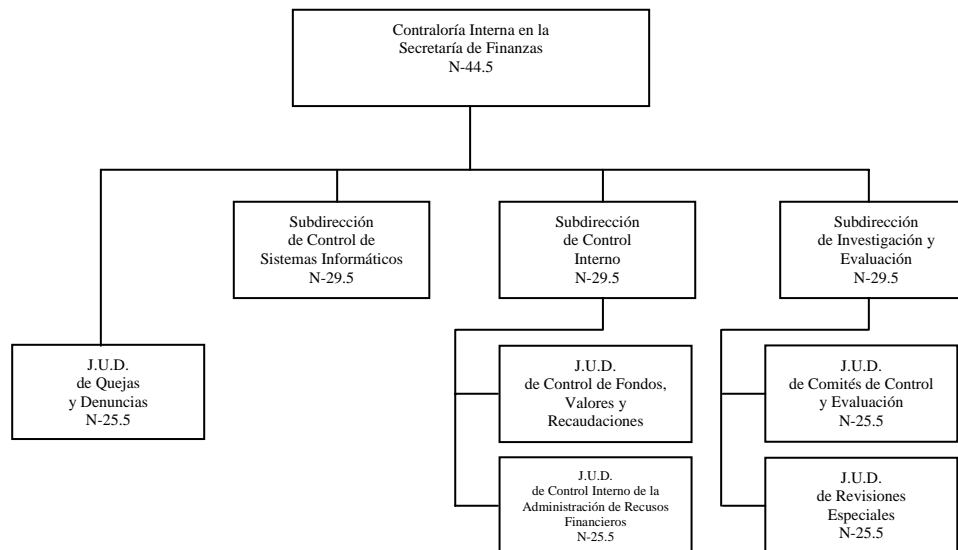 Contraloría Interna en la
Secretaría de Finanzas
N-44.5
Subdirección
de Control de
Sistemas Informáticos
N-29.5
Subdirección
de Control
Interno
N-29.5
Subdirección
de Investigación y
Evaluación
N-29.5
J.U.D.
de Quejas
y Denuncias
N-25.5
J.U.D.
de Control de Fondos,
Valores y
Recaudaciones
J.U.D.
de Comités de Control
y Evaluación
N-25.5
J.U.D.
de Control Interno de la
Administración de Recusos
Financieros
N-25.5
J.U.D.
de Revisiones
Especiales
N-25.5